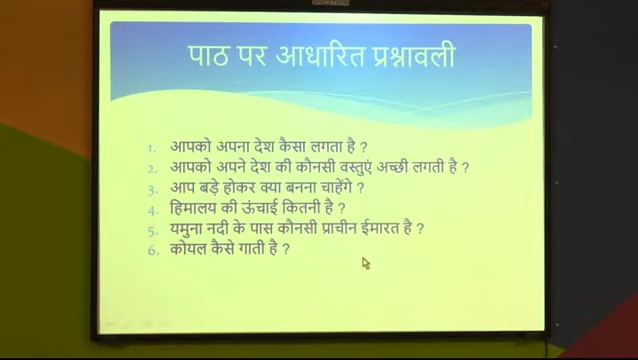 पाठ पर आधारित प्रश्नावली
1. आपको अपना देश कैसा लगता है ?
2. आपको अपने देश की कौनसी वस्तुएं अच्छी लगती है ?
3. आप बड़े होकर क्या बनना चाहेंगे ?
4. हिमालय की ऊंचाई कितनी है ?
5. यमुना नदी के पास कौनसी प्राचीन ईमारत है ?
6. कोयल कैसे गाती है ?